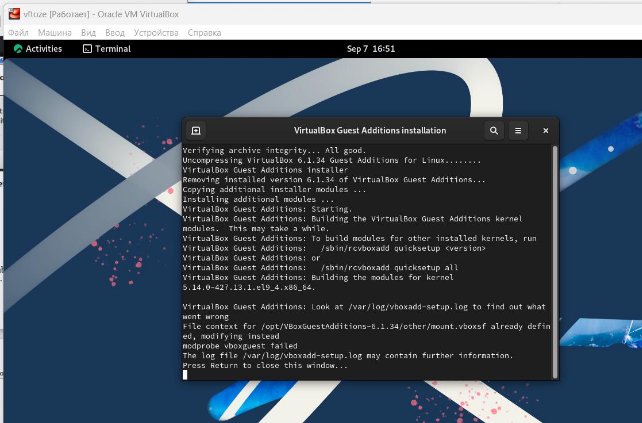 vftoze [Работает] - Oracle VM VirtualBox
Файл Машина Вид Ввод Устройства Справка
Activities Terminal Sep 7 16:51
VirtualBox Guest Additions installation
Verifying archive integrity... All good.
Uncompressing VirtualBox 6.1.34 Guest Additions for Linux........
VirtualBox Guest Additions installer
Removing installed version 6.1.34 of VirtualBox Guest Additions...
Copying additional installer modules ...
Installing additional modules ...
VirtualBox Guest Additions: Starting.
VirtualBox Guest Additions: Building the VirtualBox Guest Additions kernel
modules.  This may take a while.
VirtualBox Guest Additions: To build modules for other installed kernels, run
VirtualBox Guest Additions:   /sbin/rcvboxadd quicksetup <version>
VirtualBox Guest Additions: or
VirtualBox Guest Additions:   /sbin/rcvboxadd quicksetup all
VirtualBox Guest Additions: Building the modules for kernel
5.14.0-427.13.1.el9_4.x86_64.
VirtualBox Guest Additions: Look at /var/log/vboxadd-setup.log to find out what
went wrong
File context for /opt/VBoxGuestAdditions-6.1.34/other/mount.vboxsf already defin
ed, modifying instead
modprobe vboxguest failed
The log file /var/log/vboxadd-setup.log may contain further information.
Press Return to close this window...